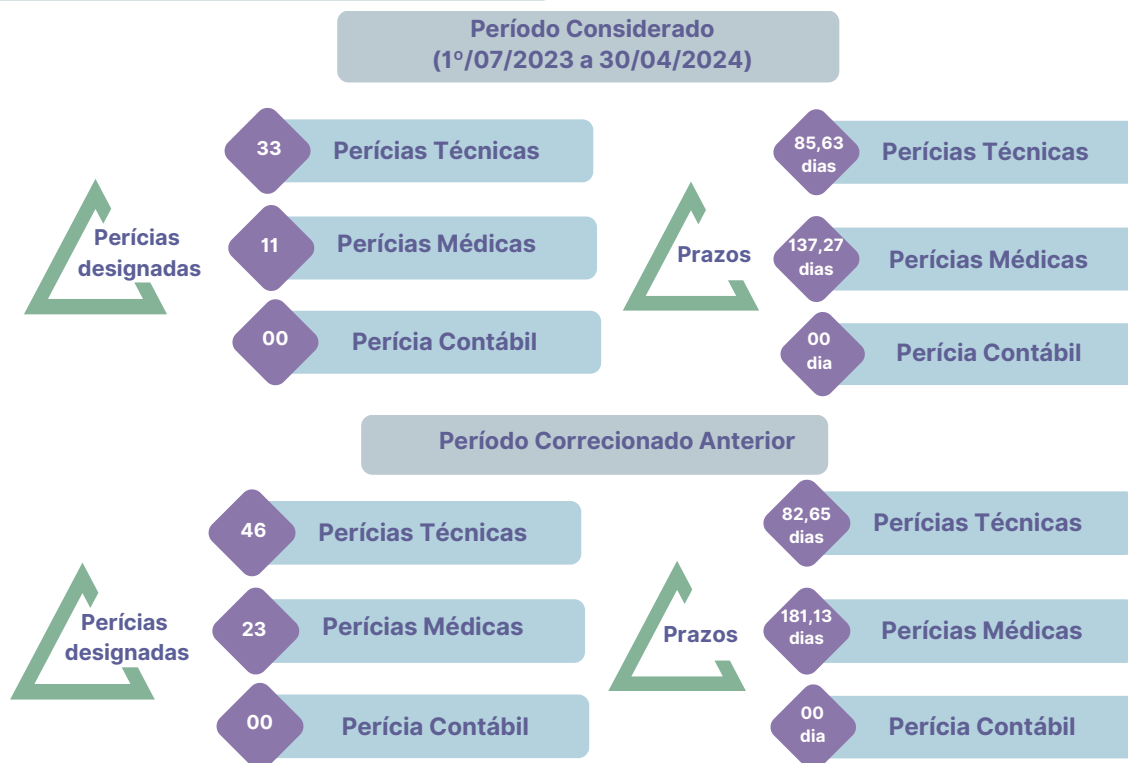 Período Considerado
(1º/07/2023 a 30/04/2024)
Perícias
designadas
33
Perícias Técnicas
11
Perícias Médicas
00
Perícia Contábil
Prazos
85,63
dias
Perícias Técnicas
137,27
dias
Perícias Médicas
00
dia
Perícia Contábil
Período Correcionado Anterior
Perícias
designadas
46
Perícias Técnicas
23
Perícias Médicas
00
Perícia Contábil
Prazos
82,65
dias
Perícias Técnicas
181,13
dias
Perícias Médicas
00
dia
Perícia Contábil